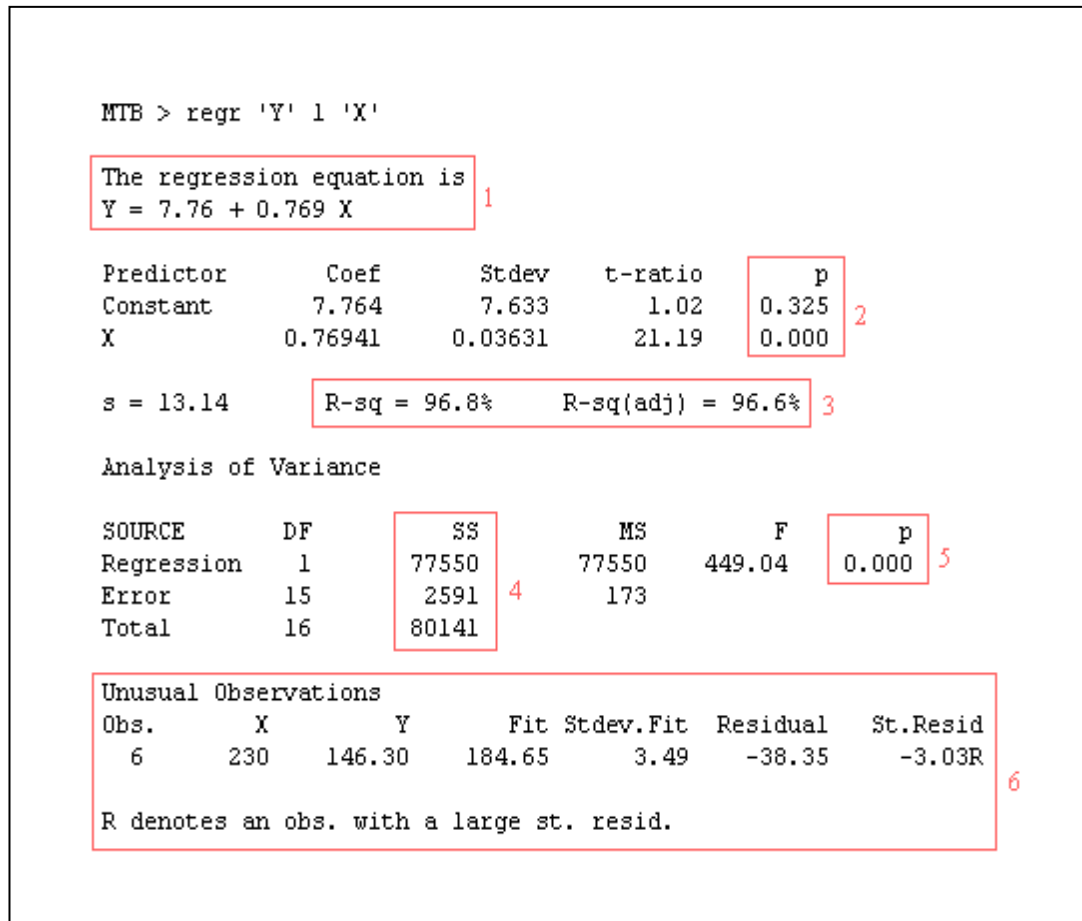 MTB > regr 'Y' 1 'X'
The regression equation is
Y = 7.76 + 0.769 X
1
Predictor Coef Stdev t-ratio p
Constant 7.764 7.633 1.02 0.325
X 0.76941 0.03631 21.19 0.000
2
s = 13.14 R-sq = 96.8% R-sq(adj) = 96.6% 3
Analysis of Variance
SOURCE DF SS MS F p
Regression 1 77550 77550 449.04 0.000 5
Error 15 2591 4 173
Total 16 80141
Unusual Observations
Obs. X Y Fit Stdev.Fit Residual St.Resid
6 230 146.30 184.65 3.49 -38.35 -3.03R
6
R denotes an obs. with a large st. resid.